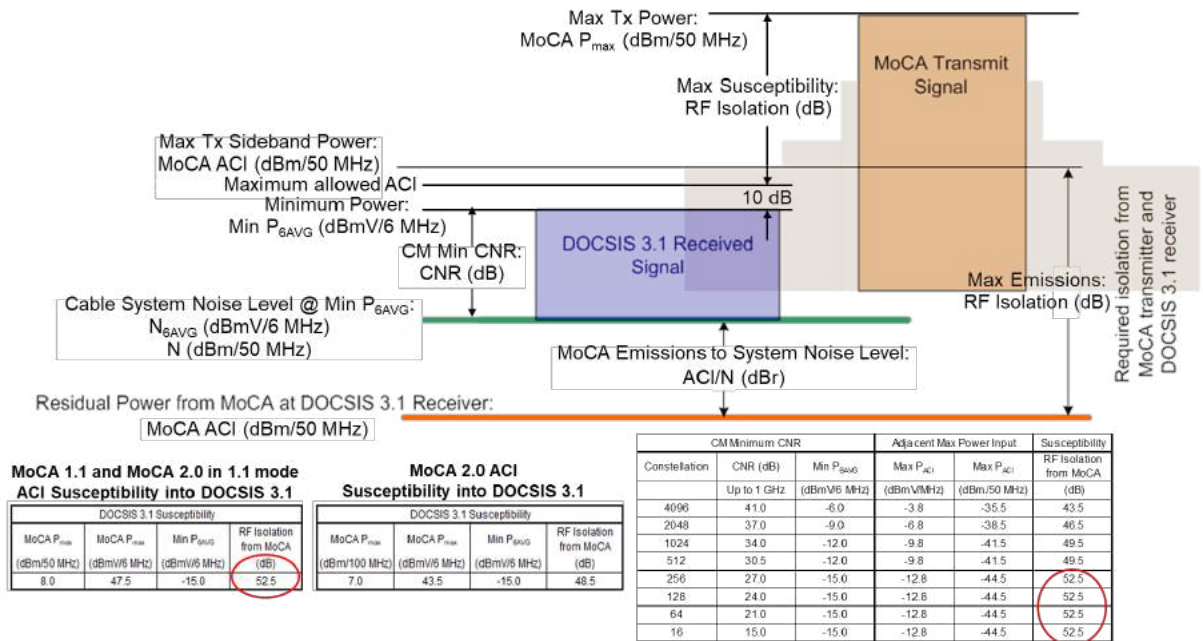 Max Tx Power:
MoCA Pmax (dBm/50 MHz)
MoCA Transmit
Signal
Max Susceptibility:
RF Isolation (dB)
Max Tx Sideband Power:
MoCA ACI (dBm/50 MHz)
Maximum allowed ACI
Minimum Power:
Min P6AVG (dBmV/6 MHz)
10 dB
DOCSIS 3.1 Received
Signal
CM Min CNR:
CNR (dB)
Max Emissions:
RF Isolation (dB)
Required isolation from
MoCA transmitter and
DOCSIS 3.1 receiver
Cable System Noise Level @ Min P6AVG:
N6AVG (dBmV/6 MHz)
N (dBm/50 MHz)
MoCA Emissions to System Noise Level:
ACI/N (dBr)
Residual Power from MoCA at DOCSIS 3.1 Receiver:
MoCA ACI (dBm/50 MHz)
MoCA 1.1 and MoCA 2.0 in 1.1 mode
ACI Susceptibility into DOCSIS 3.1
DOCSIS 3.1 Susceptibility
MoCA Pmax MoCA Pmax Min P6AVG RF Isolation from MoCA
(dBm/50 MHz) (dBmV/6 MHz) (dBmV/6 MHz) (dB)
8.0 47.5 -15.0 52.5
MoCA 2.0 ACI
Susceptibility into DOCSIS 3.1
DOCSIS 3.1 Susceptibility
MoCA Pmax MoCA Pmax Min P6AVG RF Isolation from MoCA
(dBm/100 MHz) (dBmV/6 MHz) (dBmV/6 MHz) (dB)
7.0 43.5 -15.0 48.5
CM Minimum CNR Adjacent Max Power Input Susceptibility
Constellation CNR (dB) Min P6AVG Max PACI Max PACI RF Isolation from MoCA
Up to 1 GHz (dBmV/6 MHz) (dBmV/MHz) (dBm/50 MHz) (dB)
4096 41.0 -6.0 -3.8 -35.5 43.5
2048 37.0 -9.0 -6.8 -38.5 46.5
1024 34.0 -12.0 -9.8 -41.5 49.5
512 30.5 -12.0 -9.8 -41.5 49.5
256 27.0 -15.0 -12.8 -44.5 52.5
128 24.0 -15.0 -12.8 -44.5 52.5
64 21.0 -15.0 -12.8 -44.5 52.5
16 15.0 -15.0 -12.8 -44.5 52.5